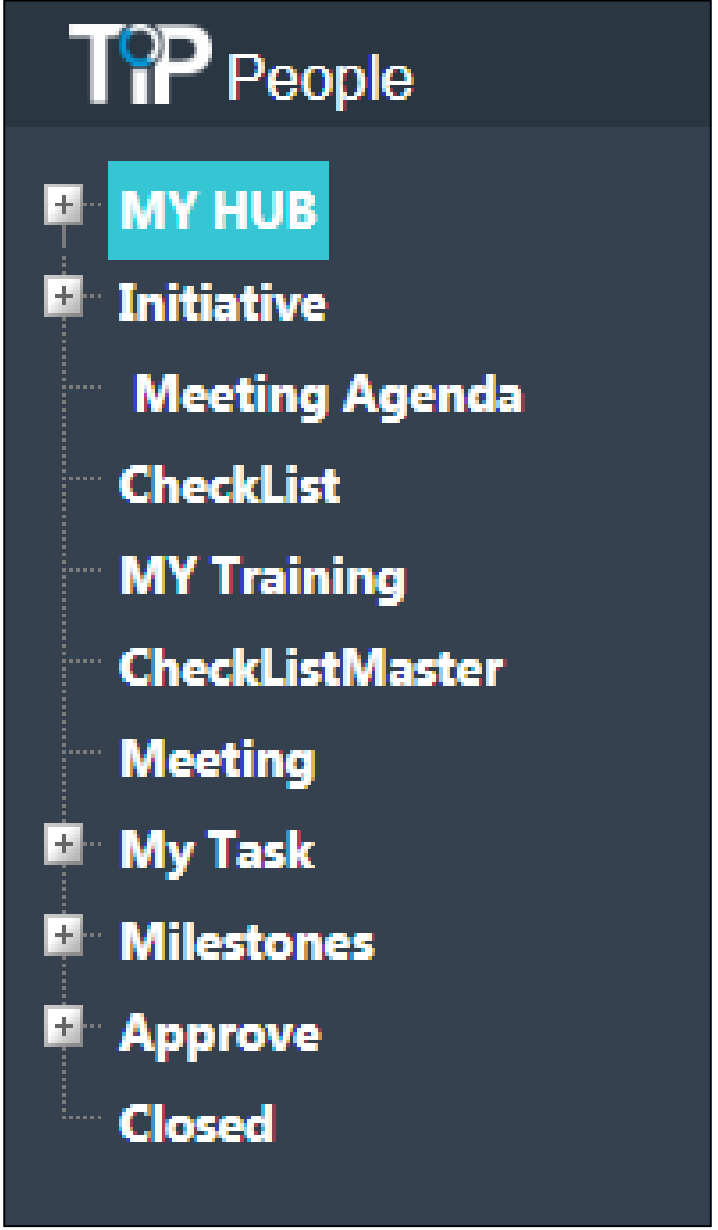 TiP People
MY HUB
Initiative
Meeting Agenda
CheckList
MY Training
CheckListMaster
Meeting
My Task
Milestones
Approve
Closed